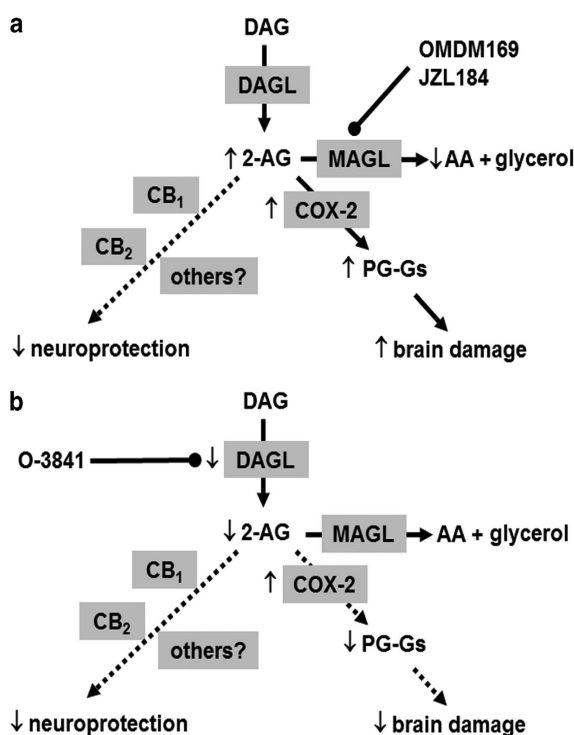 a
DAG
OMDM169
JZL184
DAGL
↑ 2-AG
MAGL
↓ AA + glycerol
CB₁
↑ COX-2
CB₂
others?
↑ PG-Gs
↓ neuroprotection
↑ brain damage
b
DAG
O-3841
↓ DAGL
↓ 2-AG
MAGL
AA + glycerol
CB₁
↑ COX-2
CB₂
others?
↓ PG-Gs
↓ neuroprotection
↓ brain damage